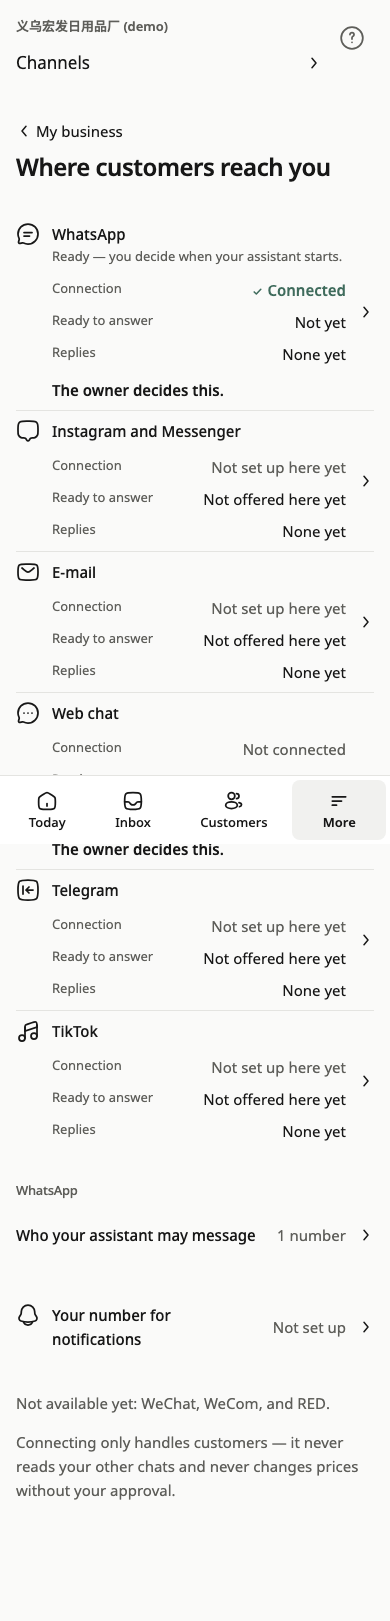 义乌宏发日用品厂 (demo)
Channels
My business
Where customers reach you
WhatsApp
Ready — you decide when your assistant starts.
Connection
Connected
Ready to answer
Not yet
Replies
None yet
The owner decides this.
Instagram and Messenger
Connection
Not set up here yet
Ready to answer
Not offered here yet
Replies
None yet
E-mail
Connection
Not set up here yet
Ready to answer
Not offered here yet
Replies
None yet
Web chat
Connection
Not connected
Today
Inbox
Customers
More
The owner decides this.
Telegram
Connection
Not set up here yet
Ready to answer
Not offered here yet
Replies
None yet
TikTok
Connection
Not set up here yet
Ready to answer
Not offered here yet
Replies
None yet
WhatsApp
Who your assistant may message
1 number
Your number for
notifications
Not set up
Not available yet: WeChat, WeCom, and RED.
Connecting only handles customers — it never
reads your other chats and never changes prices
without your approval.